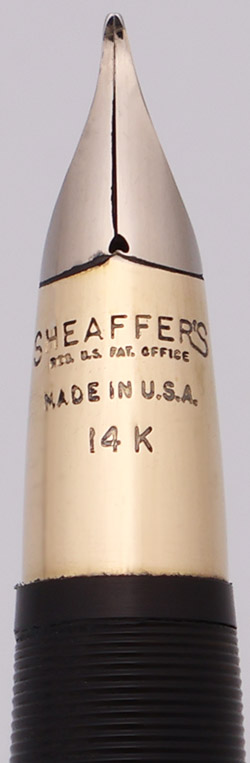 SHEAFFER'S
REG. U.S. PAT. OFFICE
MADE IN U.S.A.
14 K